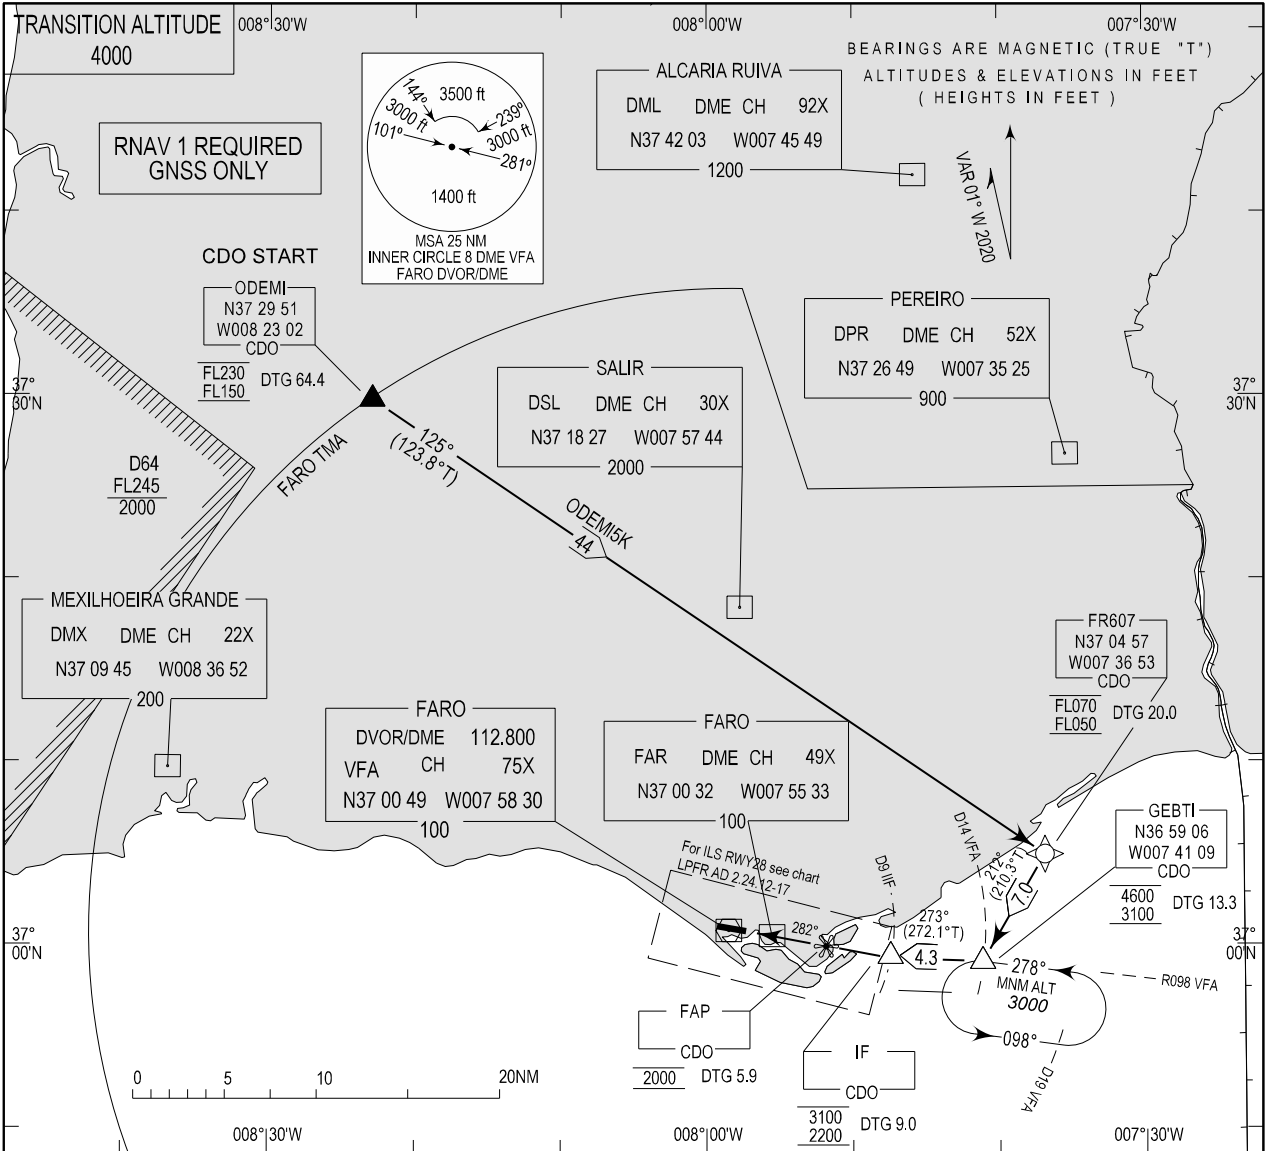 TRANSITION ALTITUDE
4000
008°30'W
008°00'W
007°30'W
BEARINGS ARE MAGNETIC (TRUE "T")
ALTITUDES & ELEVATIONS IN FEET
( HEIGHTS IN FEET )
VAR 01° W 2020
RNAV 1 REQUIRED
GNSS ONLY
144°
3500 ft
239°
3000 ft
3000 ft
101°
281°
1400 ft
MSA 25 NM
INNER CIRCLE 8 DME VFA
FARO DVOR/DME
ALCARIA RUIVA
DML DME CH 92X
N37 42 03 W007 45 49
1200
CDO START
ODEMI
N37 29 51
W008 23 02
CDO
FL230
FL150
DTG 64.4
PEREIRO
DPR DME CH 52X
N37 26 49 W007 35 25
900
SALIR
DSL DME CH 30X
N37 18 27 W007 57 44
2000
37°
30'N
37°
30'N
125°
(123.8°T)
FARO TMA
D64
FL245
2000
ODEMI5K
44
MEXILHOEIRA GRANDE
DMX DME CH 22X
N37 09 45 W008 36 52
200
FR607
N37 04 57
W007 36 53
CDO
FL070
FL050
DTG 20.0
FARO
DVOR/DME 112.800
VFA CH 75X
N37 00 49 W007 58 30
100
FARO
FAR DME CH 49X
N37 00 32 W007 55 33
100
GEBTI
N36 59 06
W007 41 09
CDO
4600
3100
DTG 13.3
For ILS RWY28 see chart
LPFR AD 2.24.12-17
D9 IIF
D14 VFA
212°
(210.3°T)
7.0
282°
273°
(272.1°T)
4.3
37°
00'N
37°
00'N
278°
MNM ALT
3000
098°
R098 VFA
D19 VFA
FAP
CDO
2000
DTG 5.9
IF
CDO
3100
2200
DTG 9.0
0 5 10 20NM
008°30'W
008°00'W
007°30'W